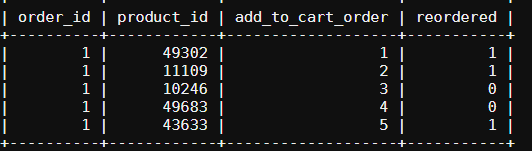 | order_id | product_id | add_to_cart_order | reordered |
+----------+------------+-------------------+-----------+
|        1 |      49302 |                 1 |         1 |
|        1 |      11109 |                 2 |         1 |
|        1 |      10246 |                 3 |         0 |
|        1 |      49683 |                 4 |         0 |
|        1 |      43633 |                 5 |         1 |
+----------+------------+-------------------+-----------+